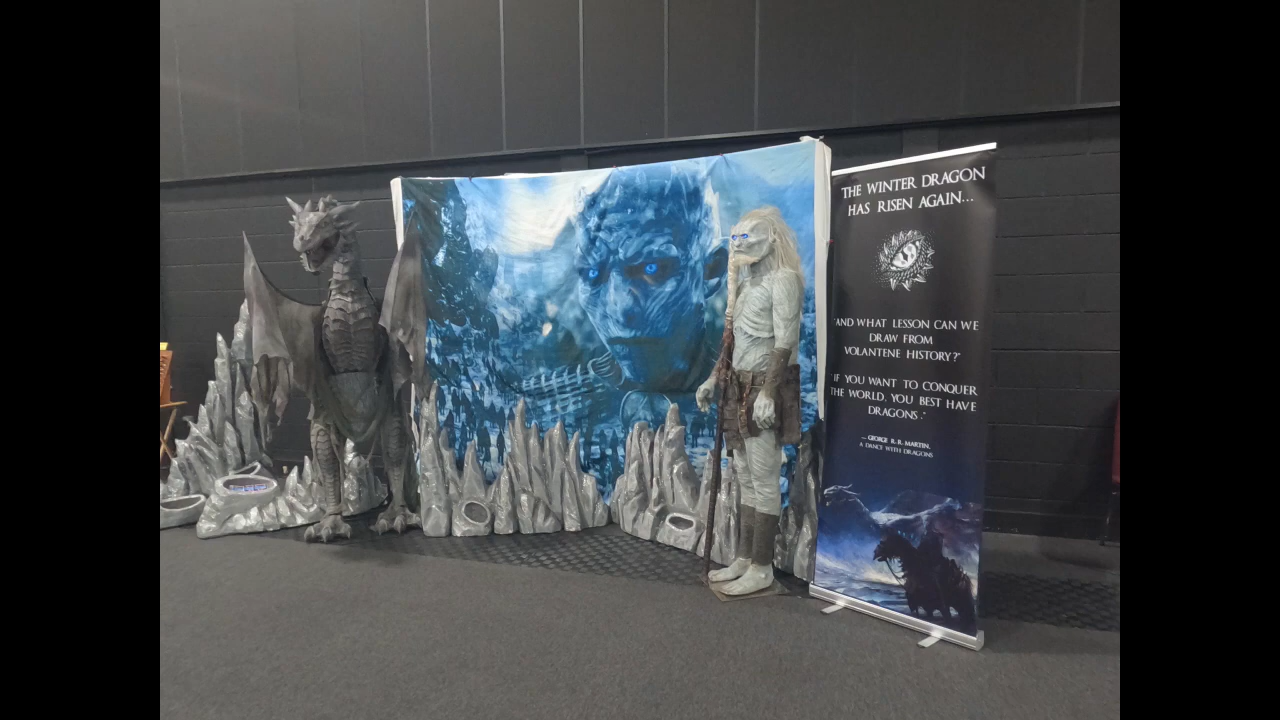 THE WINTER DRAGON
HAS RISEN AGAIN...
"AND WHAT LESSON CAN WE
DRAW FROM
VOLANTENE HISTORY?"
"IF YOU WANT TO CONQUER
THE WORLD, YOU BEST HAVE
DRAGONS."
— GEORGE R. R. MARTIN,
A DANCE WITH DRAGONS